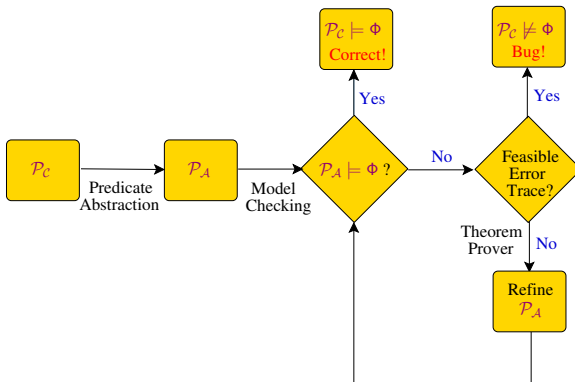 𝒫_𝒞 ⊨ Φ
Correct!
𝒫_𝒞 ⊭ Φ
Bug!
Yes
Yes
𝒫_𝒞
Predicate
Abstraction
𝒫_𝒜
Model
Checking
𝒫_𝒜 ⊨ Φ ?
No
Feasible
Error
Trace?
Theorem
Prover
No
Refine
𝒫_𝒜